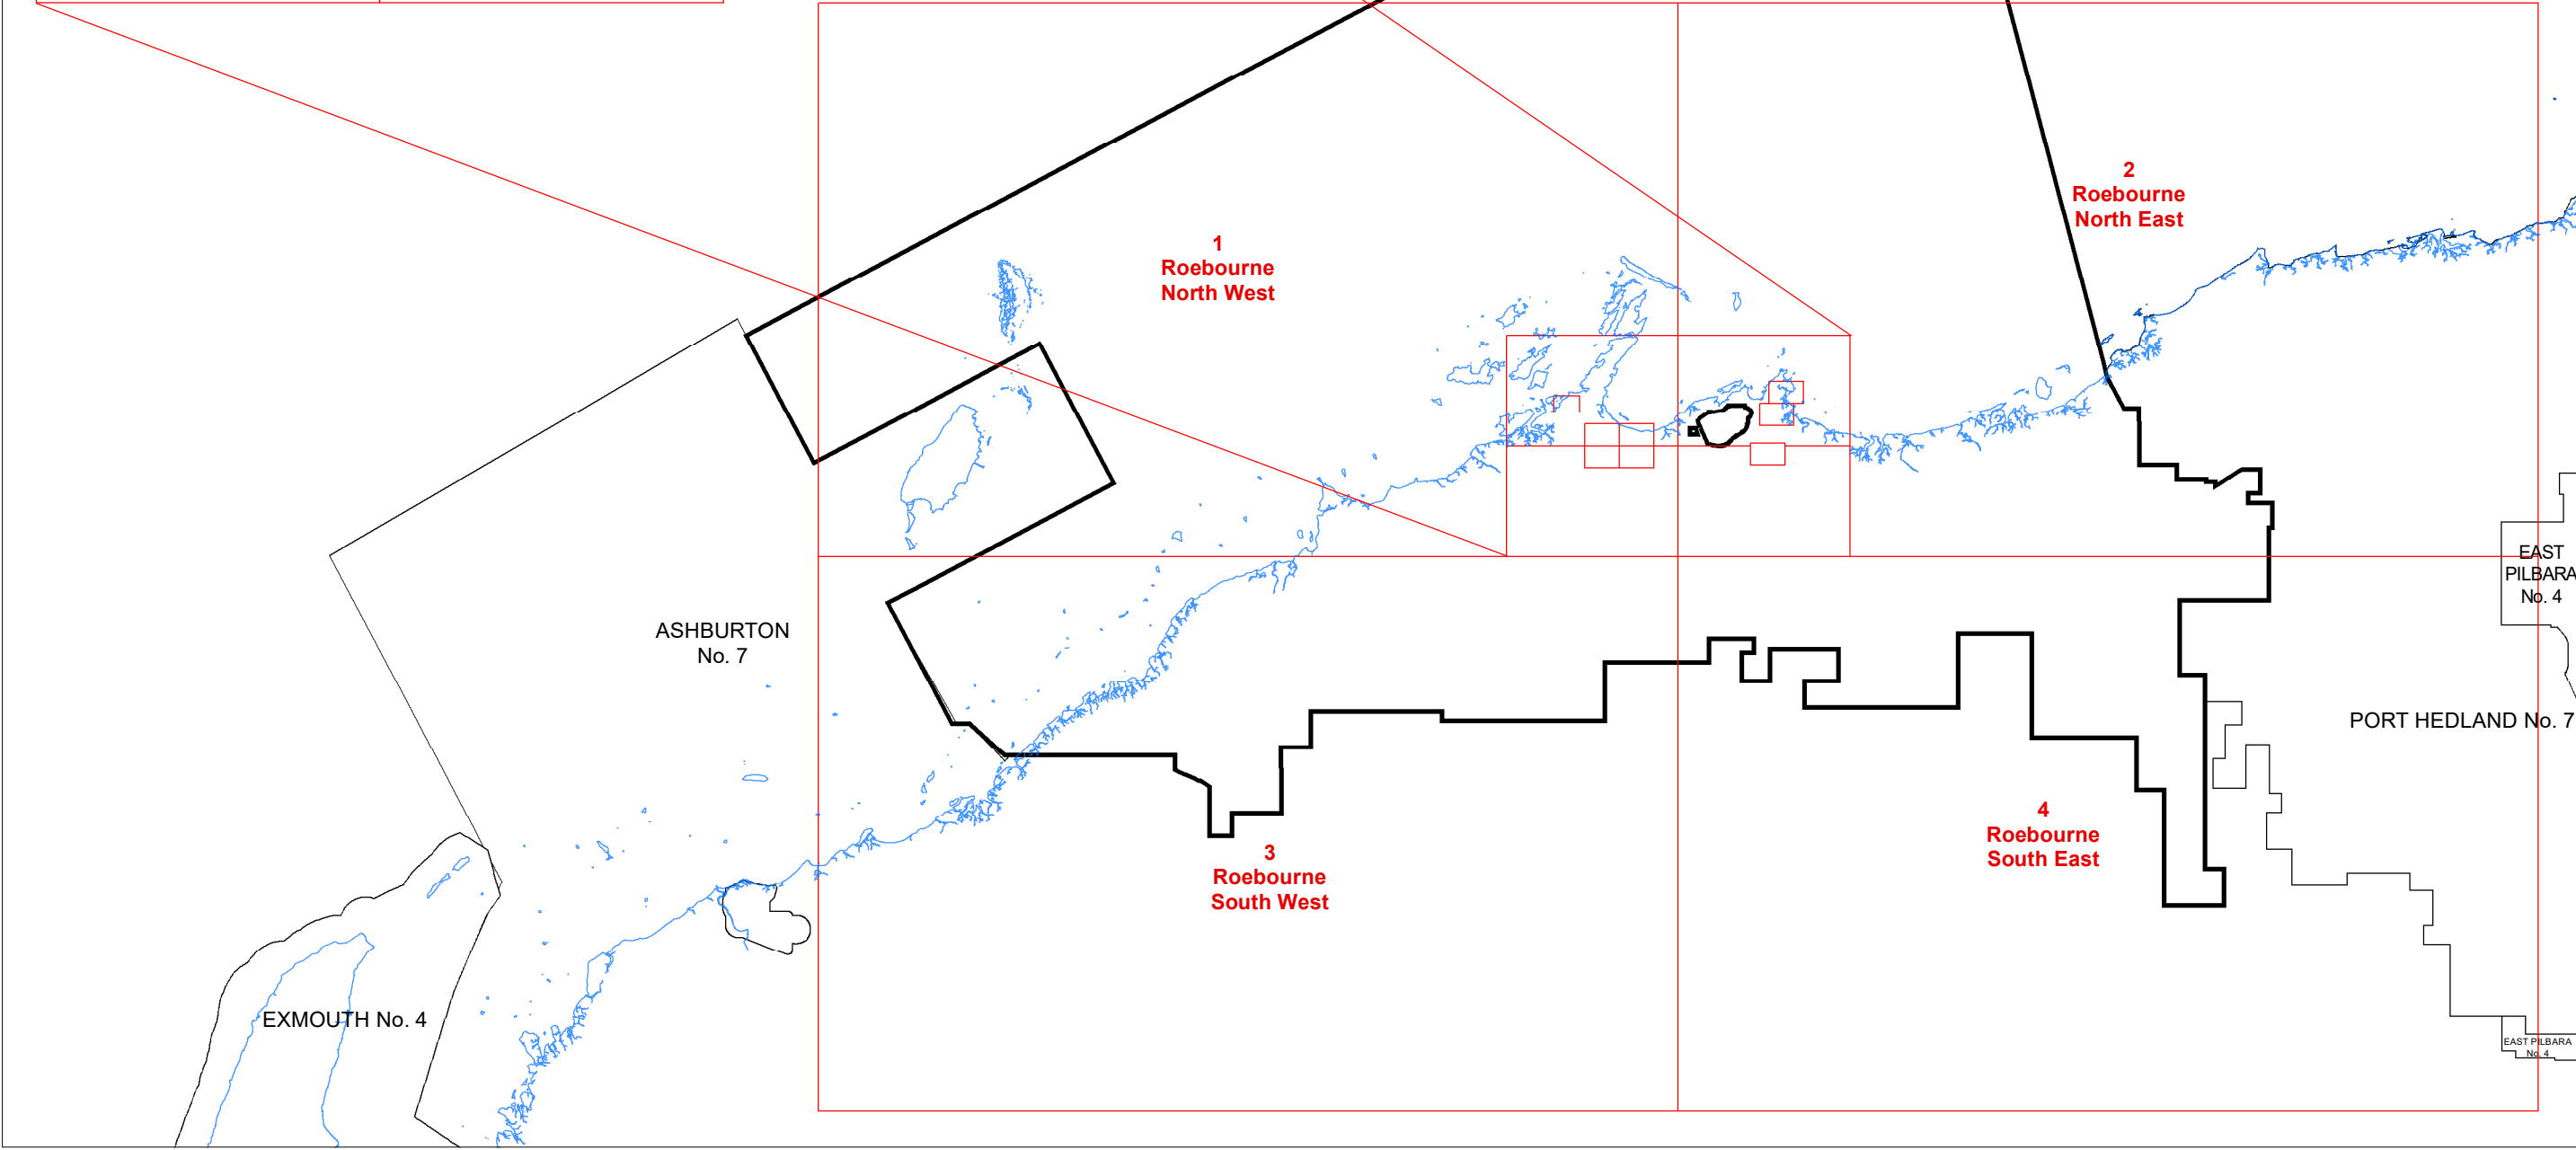 2
Roebourne
North East
1
Roebourne
North West
EAST
PILBARA
No. 4
ASHBURTON
No. 7
PORT HEDLAND No. 7
4
Roebourne
South East
3
Roebourne
South West
EXMOUTH No. 4
EAST PILBARA
No. 4